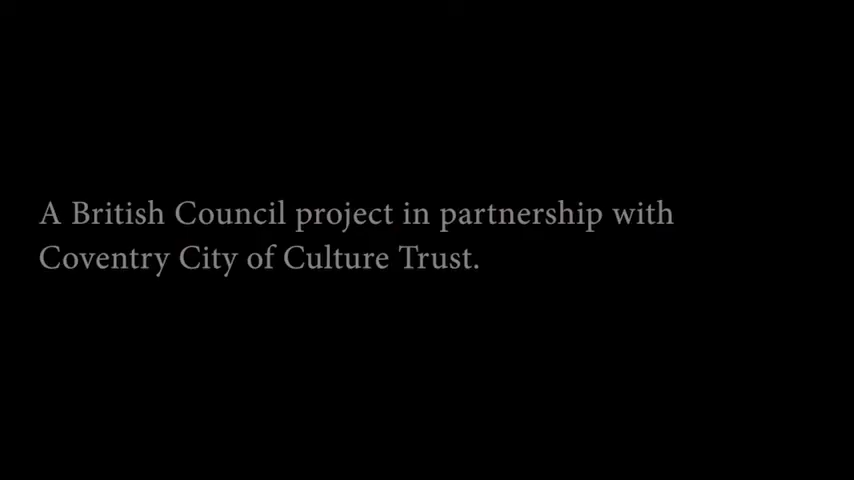 A British Council project in partnership with
Coventry City of Culture Trust.